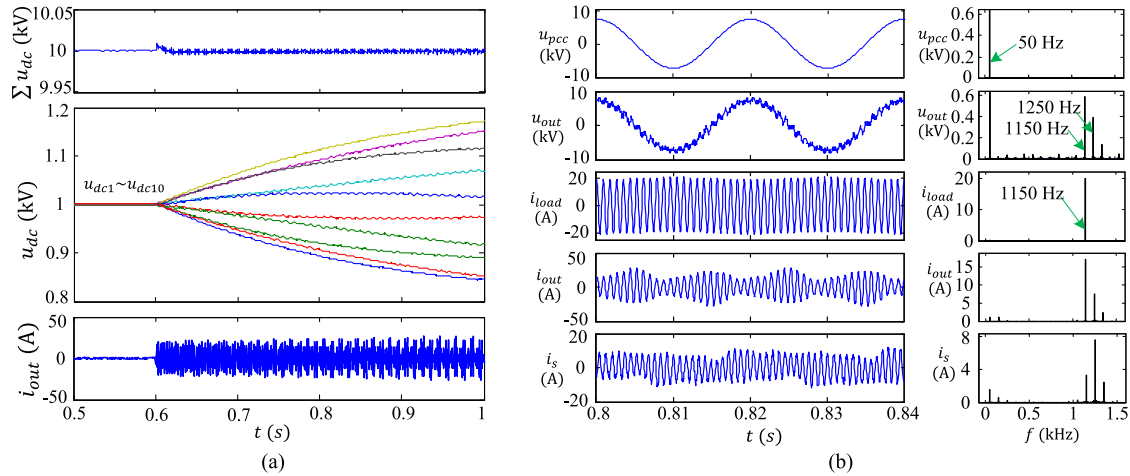 10.05
10
9.95
∑ u_dc (kV)
1.2
1.1
1
0.9
0.8
u_dc (kV)
u_dc1~u_dc10
50
0
-50
i_out (A)
0.5 0.6 0.7 0.8 0.9 1
t (s)
(a)
10
0
-10
u_pcc
(kV)
10
0
-10
u_out
(kV)
20
0
-20
i_load
(A)
50
0
-50
i_out
(A)
20
0
-20
i_s
(A)
0.8 0.81 0.82 0.83 0.84
t (s)
0.6
0.4
0.2
0
u_pcc
(kV)
50 Hz
0.6
0.4
0.2
0
u_out
(kV)
1250 Hz
1150 Hz
20
10
0
i_load
(A)
1150 Hz
15
10
5
0
i_out
(A)
8
4
0
i_s
(A)
0 0.5 1 1.5
f (kHz)
(b)